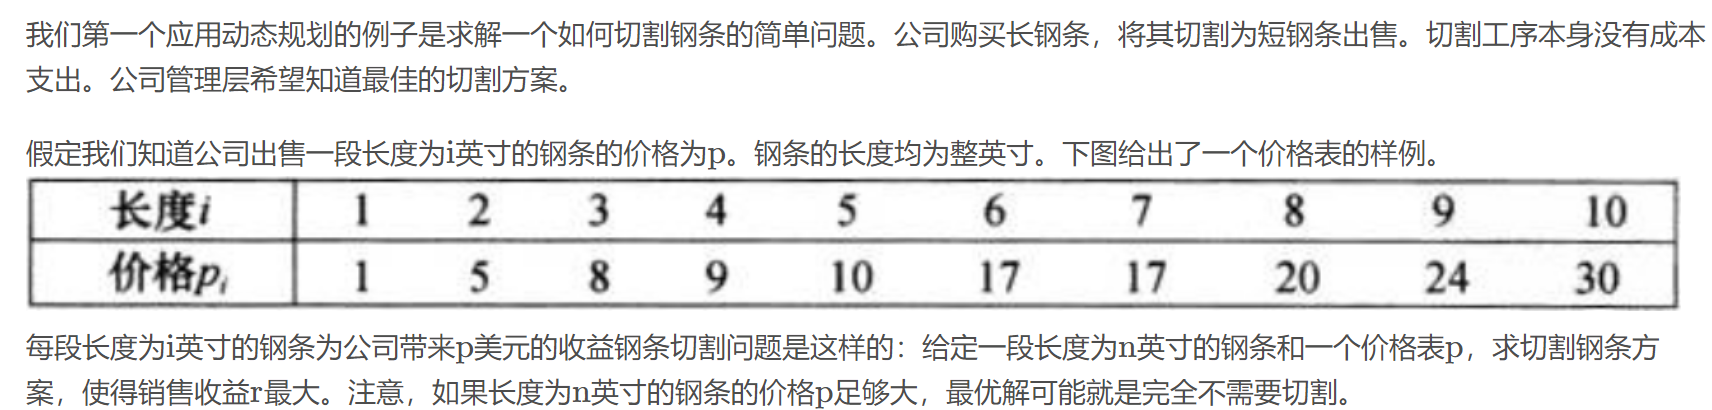 我们第一个应用动态规划的例子是求解一个如何切割钢条的简单问题。公司购买长钢条，将其切割为短钢条出售。切割工序本身没有成本
支出。公司管理层希望知道最佳的切割方案。
假定我们知道公司出售一段长度为i英寸的钢条的价格为p。钢条的长度均为整英寸。下图给出了一个价格表的样例。
长度i 1 2 3 4 5 6 7 8 9 10
价格pi 1 5 8 9 10 17 17 20 24 30
每段长度为i英寸的钢条为公司带来p美元的收益钢条切割问题是这样的：给定一段长度为n英寸的钢条和一个价格表p，求切割钢条方
案，使得销售收益r最大。注意，如果长度为n英寸的钢条的价格p足够大，最优解可能就是完全不需要切割。